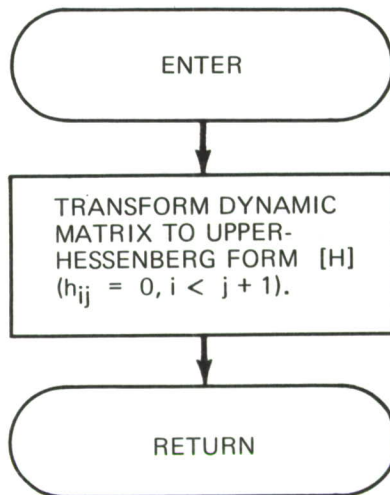 ENTER
TRANSFORM DYNAMIC
MATRIX TO UPPER-
HESSENBERG FORM [H]
(hij = 0, i < j + 1).
RETURN